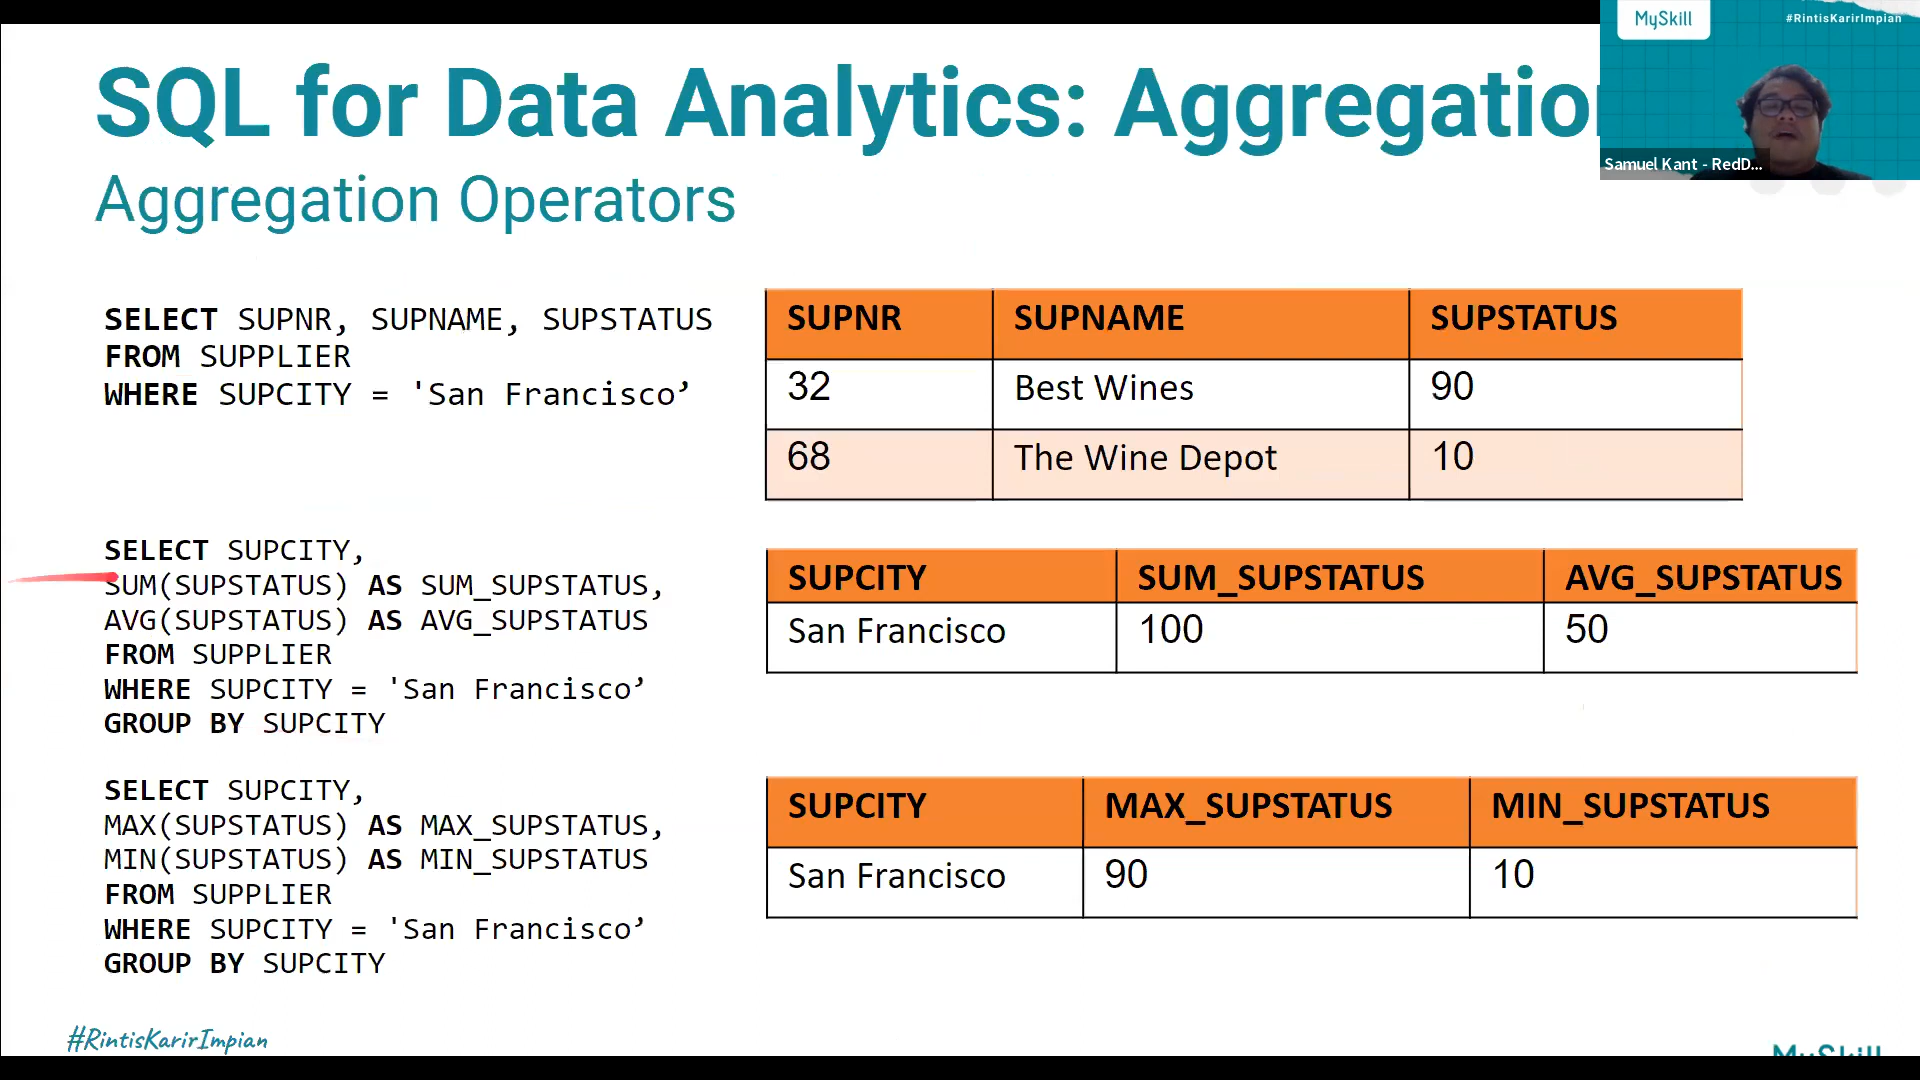 MySkill
#RintisKarirImpian
SQL for Data Analytics: Aggregation
Samuel Kant - RedD...
Aggregation Operators
SELECT SUPNR, SUPNAME, SUPSTATUS
FROM SUPPLIER
WHERE SUPCITY = 'San Francisco’
SUPNR SUPNAME SUPSTATUS
32 Best Wines 90
68 The Wine Depot 10
SELECT SUPCITY,
SUM(SUPSTATUS) AS SUM_SUPSTATUS,
AVG(SUPSTATUS) AS AVG_SUPSTATUS
FROM SUPPLIER
WHERE SUPCITY = 'San Francisco’
GROUP BY SUPCITY
SUPCITY SUM_SUPSTATUS AVG_SUPSTATUS
San Francisco 100 50
SELECT SUPCITY,
MAX(SUPSTATUS) AS MAX_SUPSTATUS,
MIN(SUPSTATUS) AS MIN_SUPSTATUS
FROM SUPPLIER
WHERE SUPCITY = 'San Francisco’
GROUP BY SUPCITY
SUPCITY MAX_SUPSTATUS MIN_SUPSTATUS
San Francisco 90 10
#RintisKarirImpian
MySkill